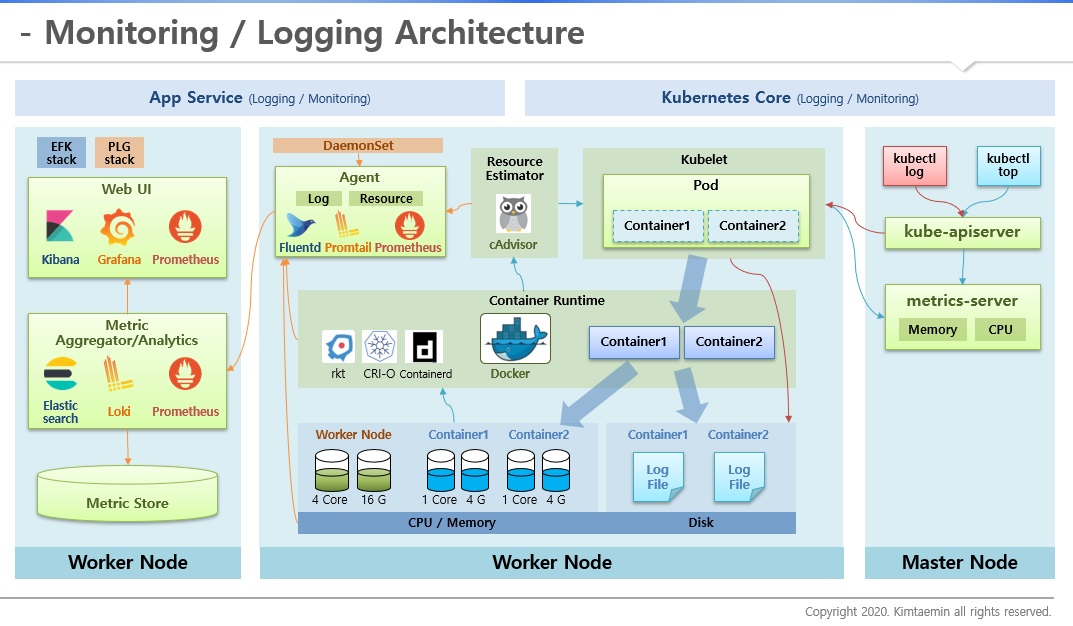 - Monitoring / Logging Architecture
App Service (Logging / Monitoring)
Kubernetes Core (Logging / Monitoring)
EFK
stack
PLG
stack
Web UI
Kibana
Grafana
Prometheus
Metric
Aggregator/Analytics
Elastic
search
Loki
Prometheus
Metric Store
Worker Node
DaemonSet
Agent
Log
Resource
Fluentd
Promtail
Prometheus
Resource
Estimator
cAdvisor
Kubelet
Pod
Container1
Container2
Container Runtime
rkt
CRI-O
Containerd
Docker
Container1
Container2
Worker Node
Container1
Container2
4 Core
16 G
1 Core
4 G
1 Core
4 G
CPU / Memory
Container1
Container2
Log
File
Log
File
Disk
Worker Node
kubectl
log
kubectl
top
kube-apiserver
metrics-server
Memory
CPU
Master Node
Copyright 2020. Kimtaemin all rights reserved.